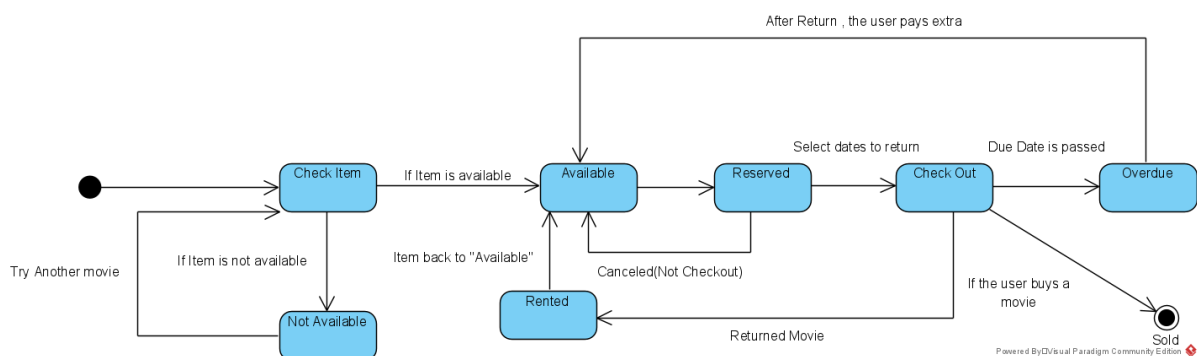 After Return , the user pays extra
Select dates to return
Due Date is passed
Check Item
If Item is available
Available
Reserved
Check Out
Overdue
Try Another movie
If Item is not available
Item back to "Available"
Canceled(Not Checkout)
If the user buys a
movie
Rented
Not Available
Returned Movie
Sold
Powered By Visual Paradigm Community Edition